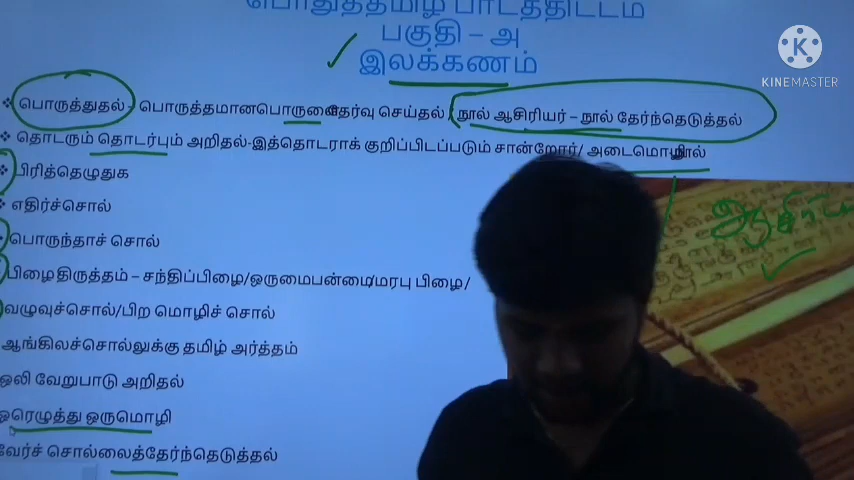 பொதுத்தமிழ் பாடத்திட்டம்
பகுதி – அ
இலக்கணம்
பொருத்துதல் - பொருத்தமானபொருளைதேர்வு செய்தல் / நூல் ஆசிரியர் – நூல் தேர்ந்தெடுத்தல்
தொடரும் தொடர்பும் அறிதல்-இத்தொடராக் குறிப்பிடப்படும் சான்றோர்/ அடைமொழிநூல்
பிரித்தெழுதுக
எதிர்ச்சொல்
பொருந்தாச் சொல்
பிழைதிருத்தம் – சந்திப்பிழை/ஒருமைபன்மை/மரபு பிழை/
வழுவுச்சொல்/பிற மொழிச் சொல்
ஆங்கிலச்சொல்லுக்கு தமிழ் அர்த்தம்
ஒலி வேறுபாடு அறிதல்
ஓரெழுத்து ஒருமொழி
வேர்ச் சொல்லைத்தேர்ந்தெடுத்தல்
K
KINEMASTER